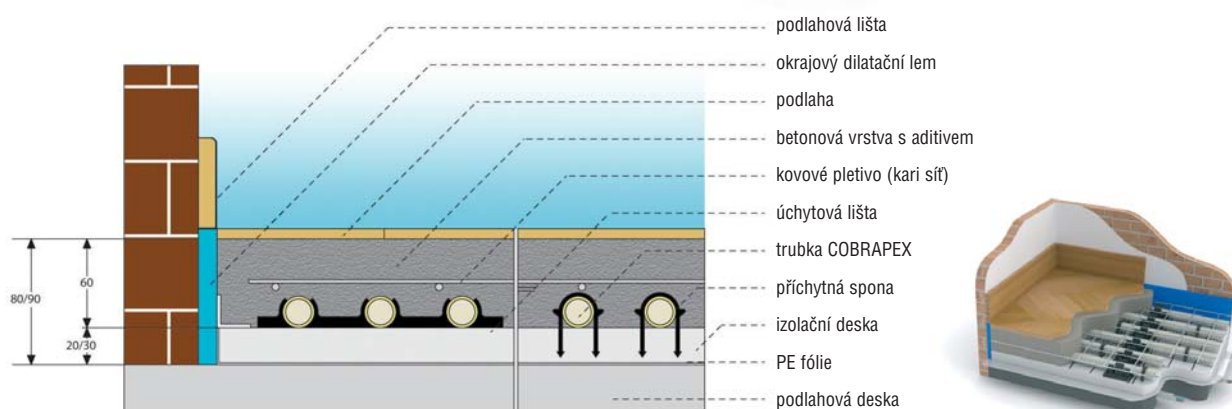 podlahová lišta
okrajový dilatační lem
podlaha
betonová vrstva s aditivem
kovové pletivo (kari síť)
úchytová lišta
trubka COBRAPEX
příchytná spona
izolační deska
PE fólie
podlahová deska
80/90
60
20/30